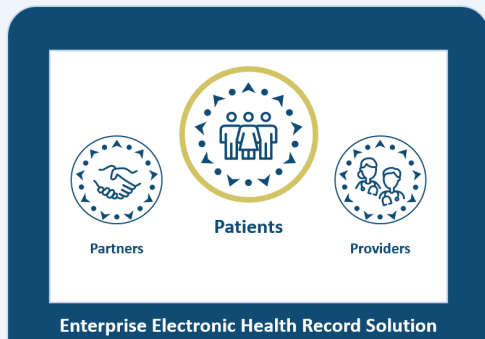 Patients
Partners
Providers
Enterprise Electronic Health Record Solution